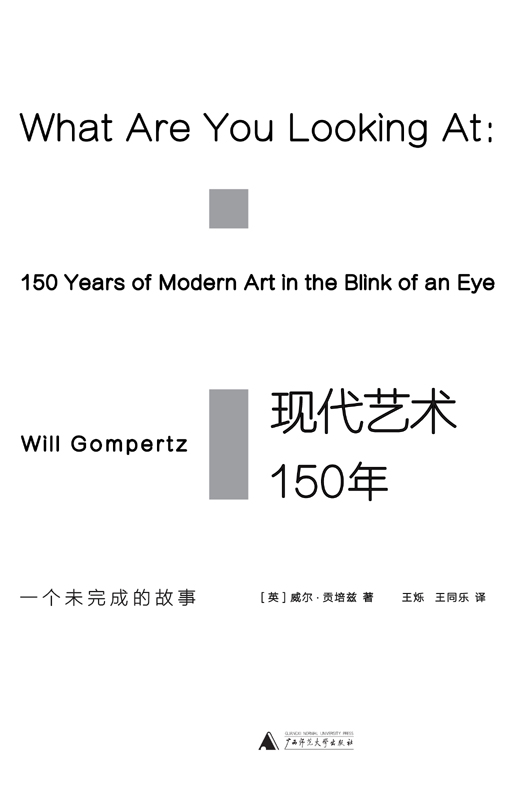 What Are You Looking At:
150 Years of Modern Art in the Blink of an Eye
Will Gompertz
现代艺术
150年
一个未完成的故事
[英]威尔·贡培兹 著 王烁 王同乐 译
GUANGXI NORMAL UNIVERSITY PRESS
广西师范大学出版社